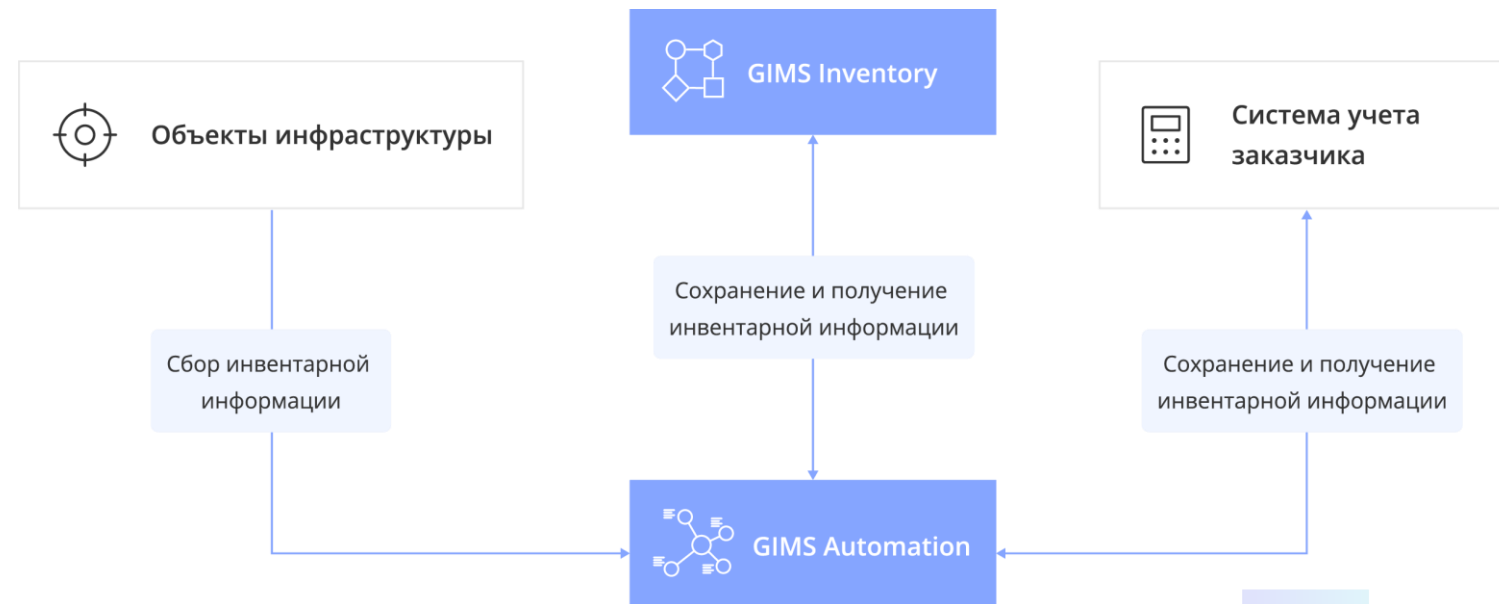 GIMS Inventory
Объекты инфраструктуры
Система учета
заказчика
Сохранение и получение
инвентарной информации
Сбор инвентарной
информации
Сохранение и получение
инвентарной информации
GIMS Automation